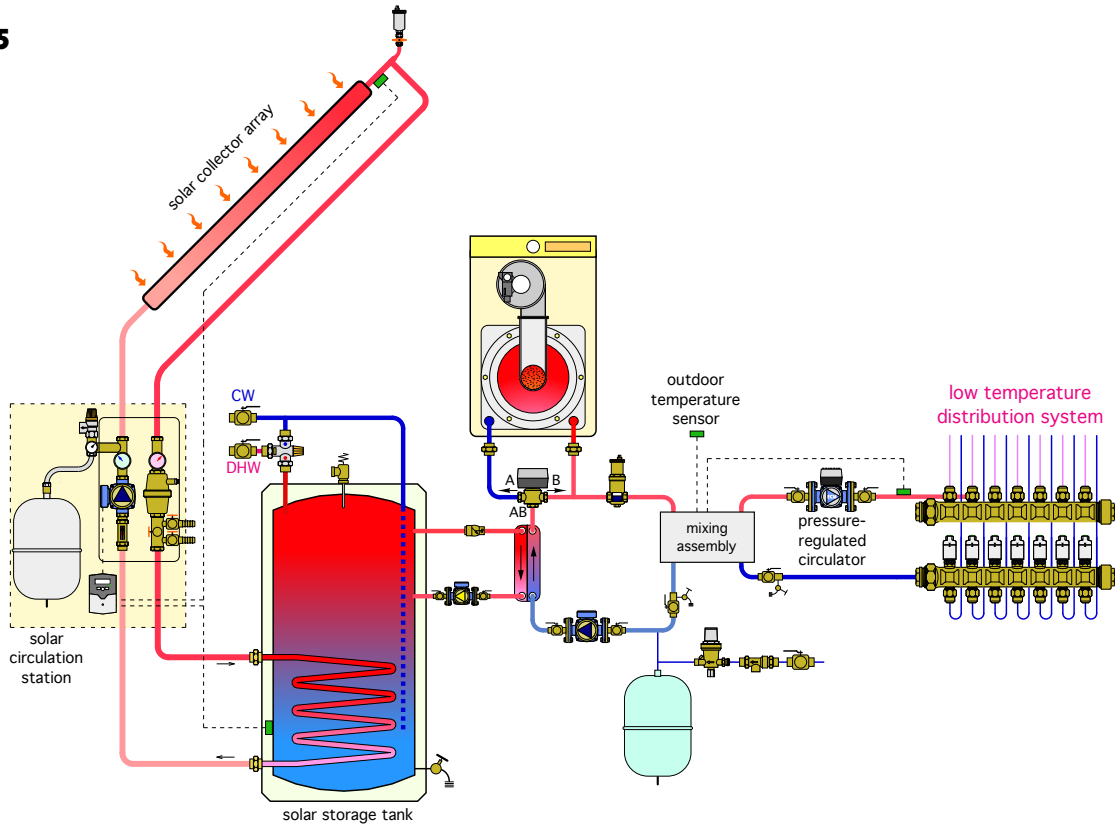 5
solar collector array
CW
DHW
outdoor
temperature
sensor
low temperature
distribution system
A
B
AB
mixing
assembly
pressure-
regulated
circulator
solar
circulation
station
solar storage tank